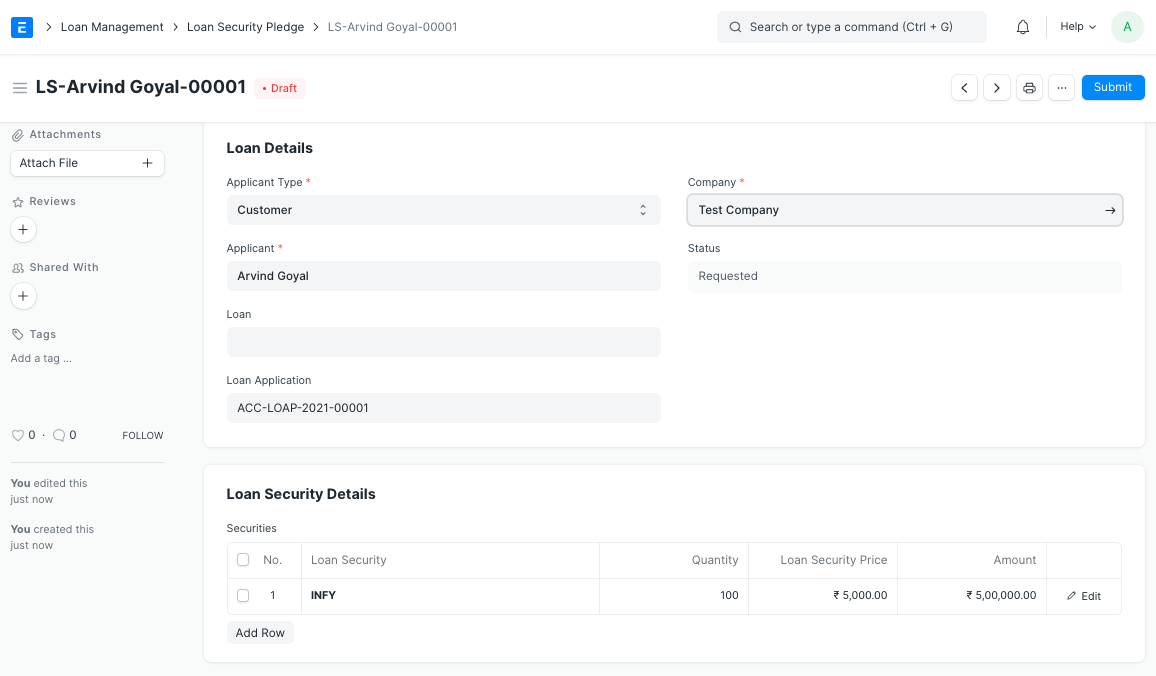 E
Loan Management
Loan Security Pledge
LS-Arvind Goyal-00001
Search or type a command (Ctrl + G)
Help
A
LS-Arvind Goyal-00001
• Draft
...
Submit
Attachments
Attach File
+
Reviews
+
Shared With
+
Tags
Add a tag ...
0 · 0
FOLLOW
You edited this
just now
You created this
just now
Loan Details
Applicant Type *
Customer
Applicant *
Arvind Goyal
Loan
Loan Application
ACC-LOAP-2021-00001
Company *
Test Company
Status
Requested
Loan Security Details
Securities
No. Loan Security Quantity Loan Security Price Amount
1 INFY 100 ₹ 5,000.00 ₹ 5,00,000.00 Edit
Add Row